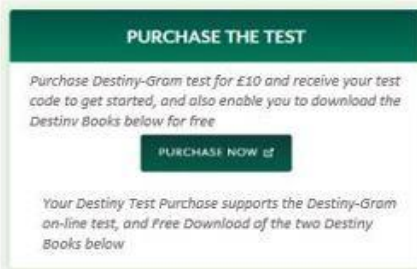 PURCHASE THE TEST
Purchase Destiny-Gram test for £10 and receive your test
code to get started, and also enable you to download the
Destiny Books below for free
PURCHASE NOW
Your Destiny Test Purchase supports the Destiny-Gram
on-line test, and Free Download of the two Destiny
Books below